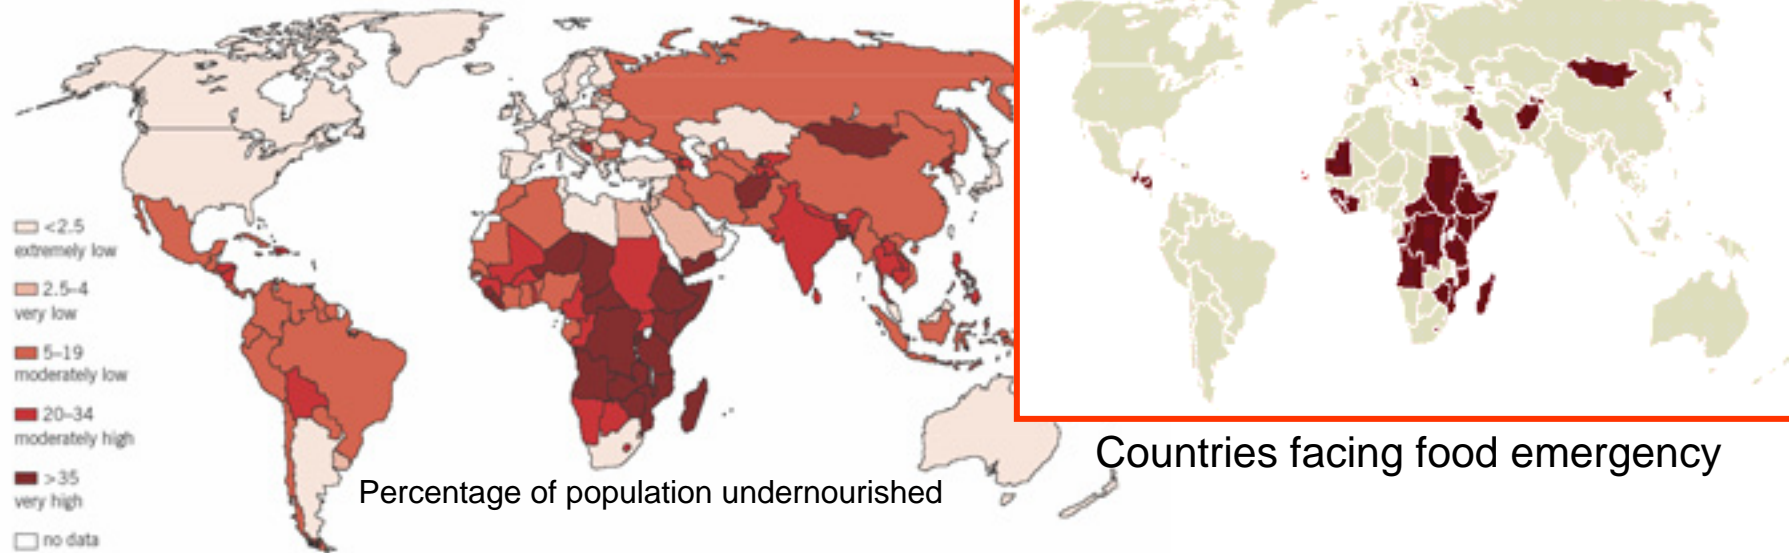 <2.5
extremely low
2.5–4
very low
5–19
moderately low
20–34
moderately high
>35
very high
no data
Percentage of population undernourished
Countries facing food emergency